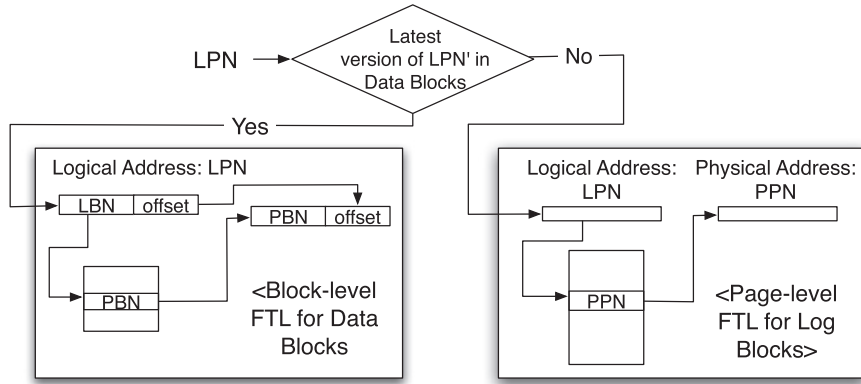 Latest
version of LPN' in
Data Blocks
LPN
No
Yes
Logical Address: LPN
LBN offset
PBN offset
PBN
<Block-level
FTL for Data
Blocks
Logical Address:
LPN
Physical Address:
PPN
PPN
<Page-level
FTL for Log
Blocks>